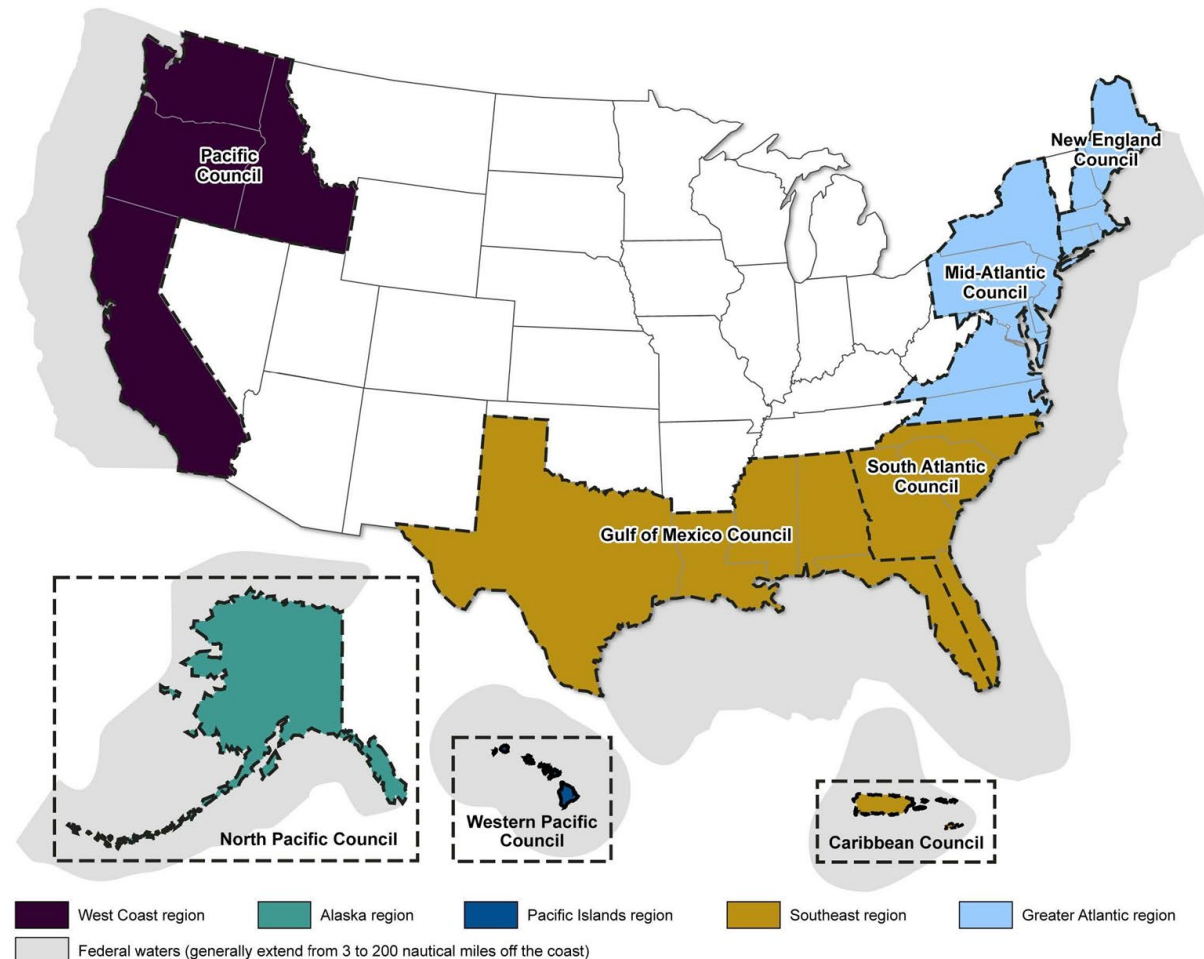 Pacific
Council
New England
Council
Mid-Atlantic
Council
South Atlantic
Council
Gulf of Mexico Council
North Pacific Council
Western Pacific
Council
Caribbean Council
West Coast region
Alaska region
Pacific Islands region
Southeast region
Greater Atlantic region
Federal waters (generally extend from 3 to 200 nautical miles off the coast)